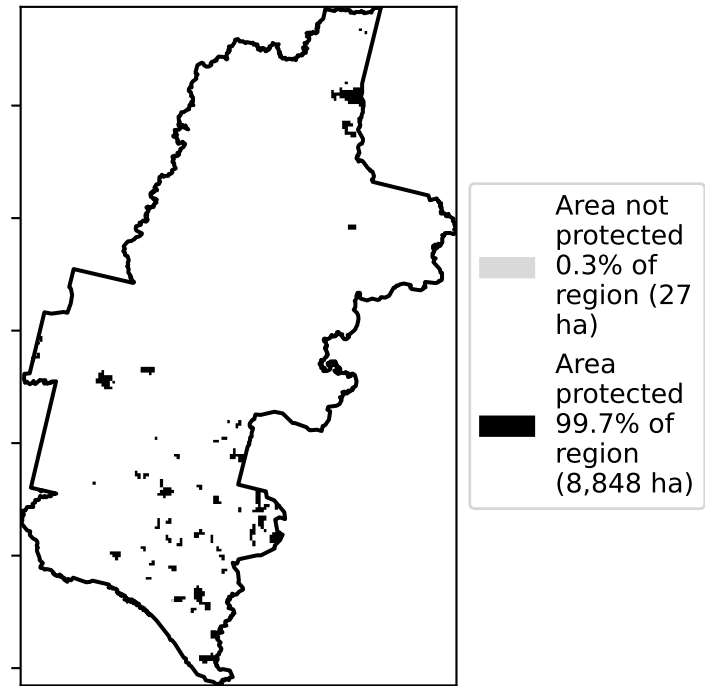 Area not
protected
0.3% of
region (27
ha)
Area
protected
99.7% of
region
(8,848 ha)